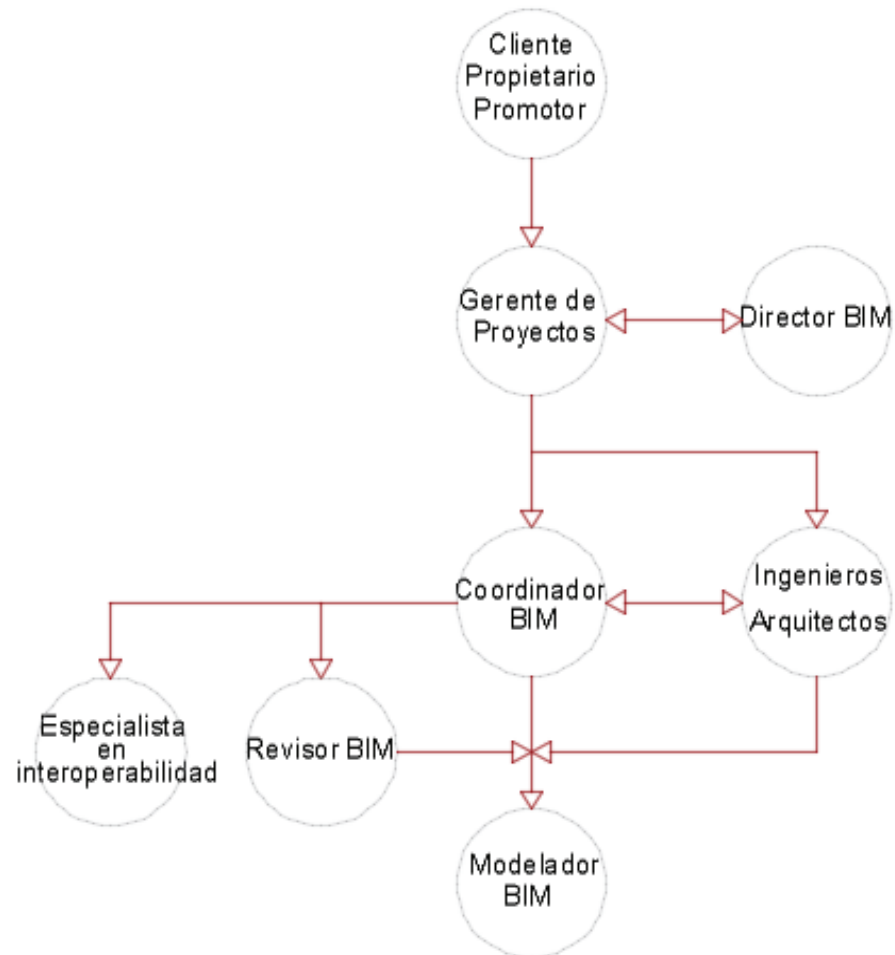 Cliente
Propietario
Promotor
Gerente de
Proyectos
Director BIM
Coordinador
BIM
Ingenieros
Arquitectos
Especialista
en
interoperabilidad
Revisor BIM
Modelador
BIM